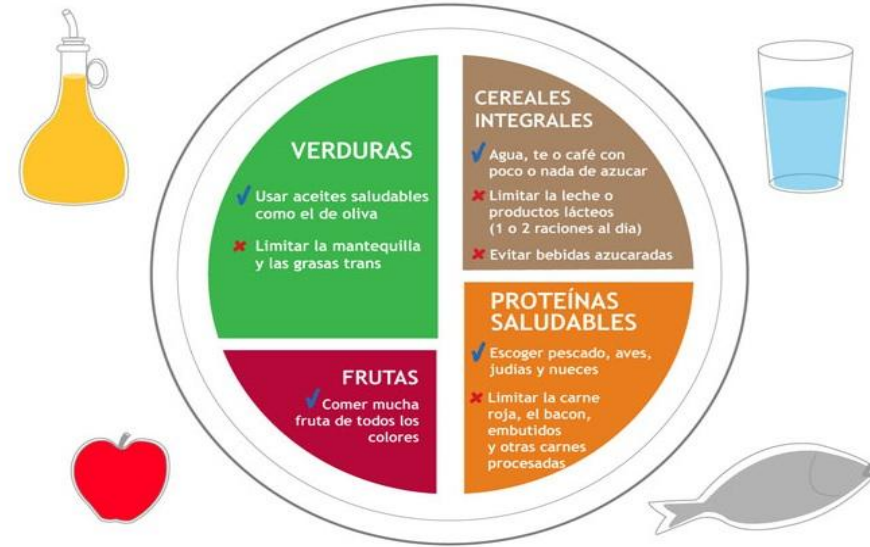 VERDURAS
Usar aceites saludables
como el de oliva
Limitar la mantequilla
y las grasas trans
CEREALES
INTEGRALES
Agua, te o café con
poco o nada de azucar
Limitar la leche o
productos lácteos
(1 o 2 raciones al dia)
Evitar bebidas azucaradas
FRUTAS
Comer mucha
fruta de todos los
colores
PROTEÍNAS
SALUDABLES
Escoger pescado, aves,
judias y nueces
Limitar la carne
roja, el bacon,
embutidos
y otras carnes
procesadas